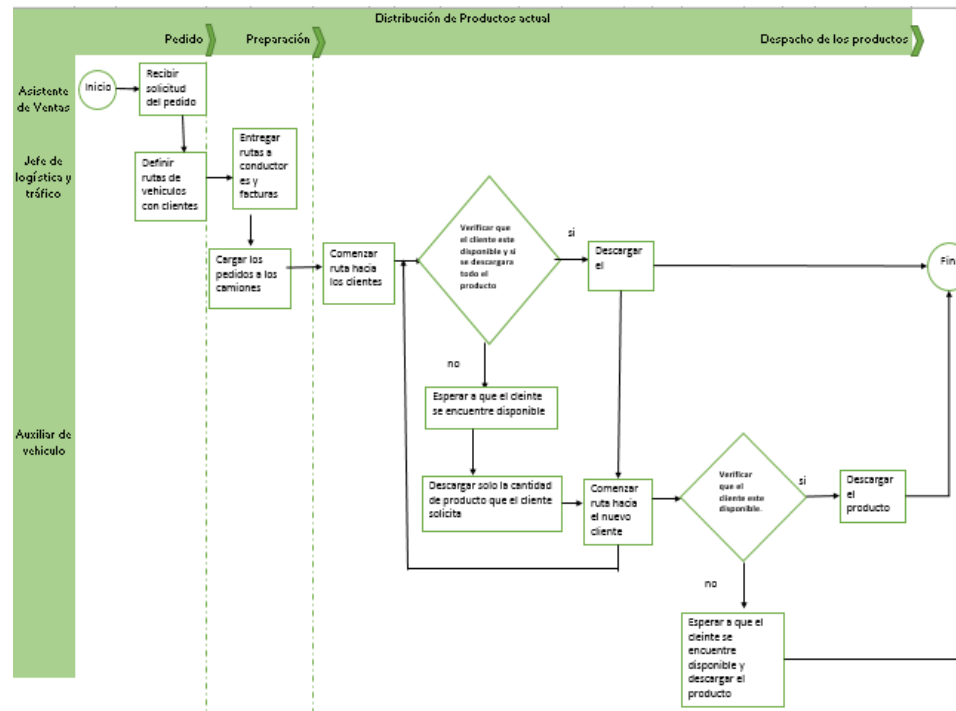 Distribución de Productos actual
Pedido
Preparación
Despacho de los productos
Asistente
de Ventas
Inicio
Recibir
solicitud
del pedido
Jefe de
logística y
tráfico
Definir
rutas de
vehículos
con clientes
Entregar
rutas a
conductor
es y
facturas
Cargar los
pedidos a los
camiones
Comenzar
ruta hacia
los clientes
Verificar que
el cliente este
disponible y si
se descargara
todo el
producto
si
Descargar
el
Fin
no
Esperar a que el cleinte
se encuentre disponible
Auxiliar de
vehiculo
Descargar solo la cantidad
de producto que el cliente
solicita
Comenzar
ruta hacia
el nuevo
cliente
Verificar
que el
cliente este
disponible.
si
Descargar
el
producto
no
Esperar a que el
cleinte se
encuentre
disponible y
descargar el
producto